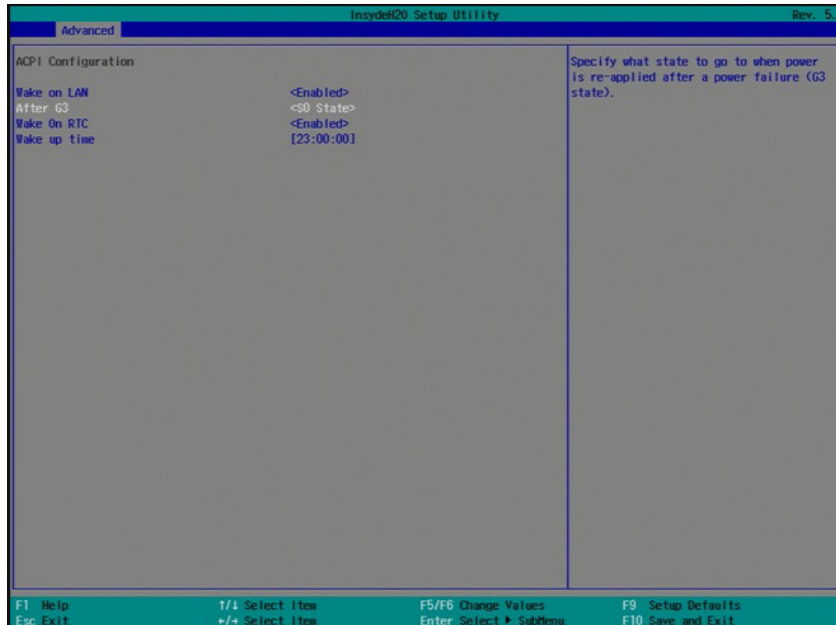 InsydeH20 Setup Utility Rev. 5.
Advanced
ACPI Configuration
Wake on LAN <Enabled>
After G3 <S0 State>
Wake On RTC <Enabled>
Wake up time [23:00:00]
Specify what state to go to when power
is re-applied after a power failure (G3
state).
F1 Help ↑/↓ Select Item F5/F6 Change Values F9 Setup Defaults
Esc Exit ←/→ Select Item Enter Select ▶ SubMenu F10 Save and Exit